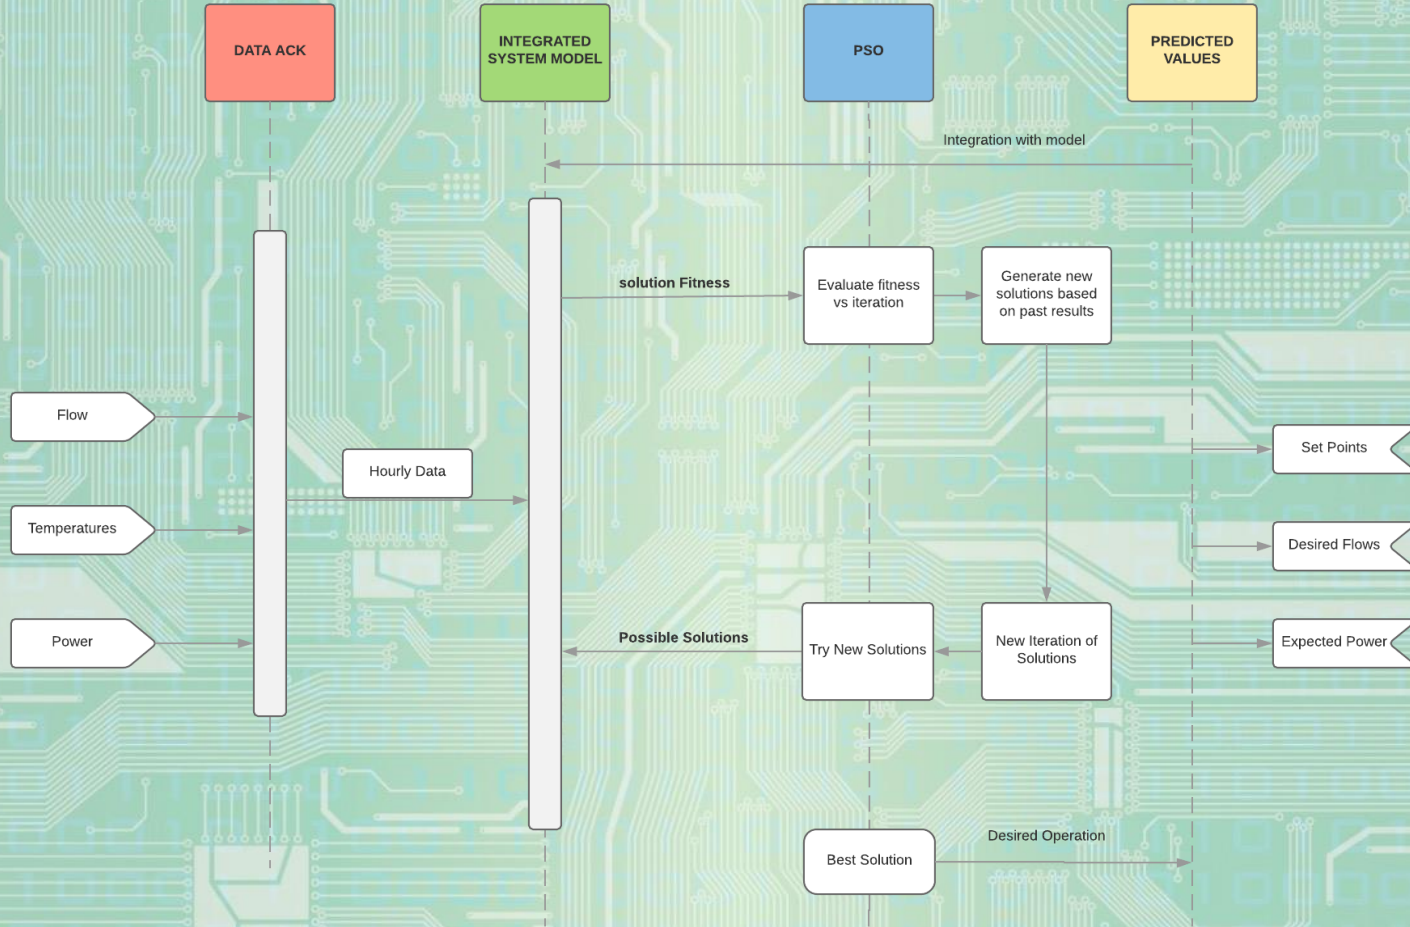 DATA ACK
INTEGRATED
SYSTEM MODEL
PSO
PREDICTED
VALUES
Integration with model
solution Fitness
Evaluate fitness
vs iteration
Generate new
solutions based
on past results
Flow
Hourly Data
Set Points
Temperatures
Desired Flows
Power
Possible Solutions
Try New Solutions
New Iteration of
Solutions
Expected Power
Best Solution
Desired Operation